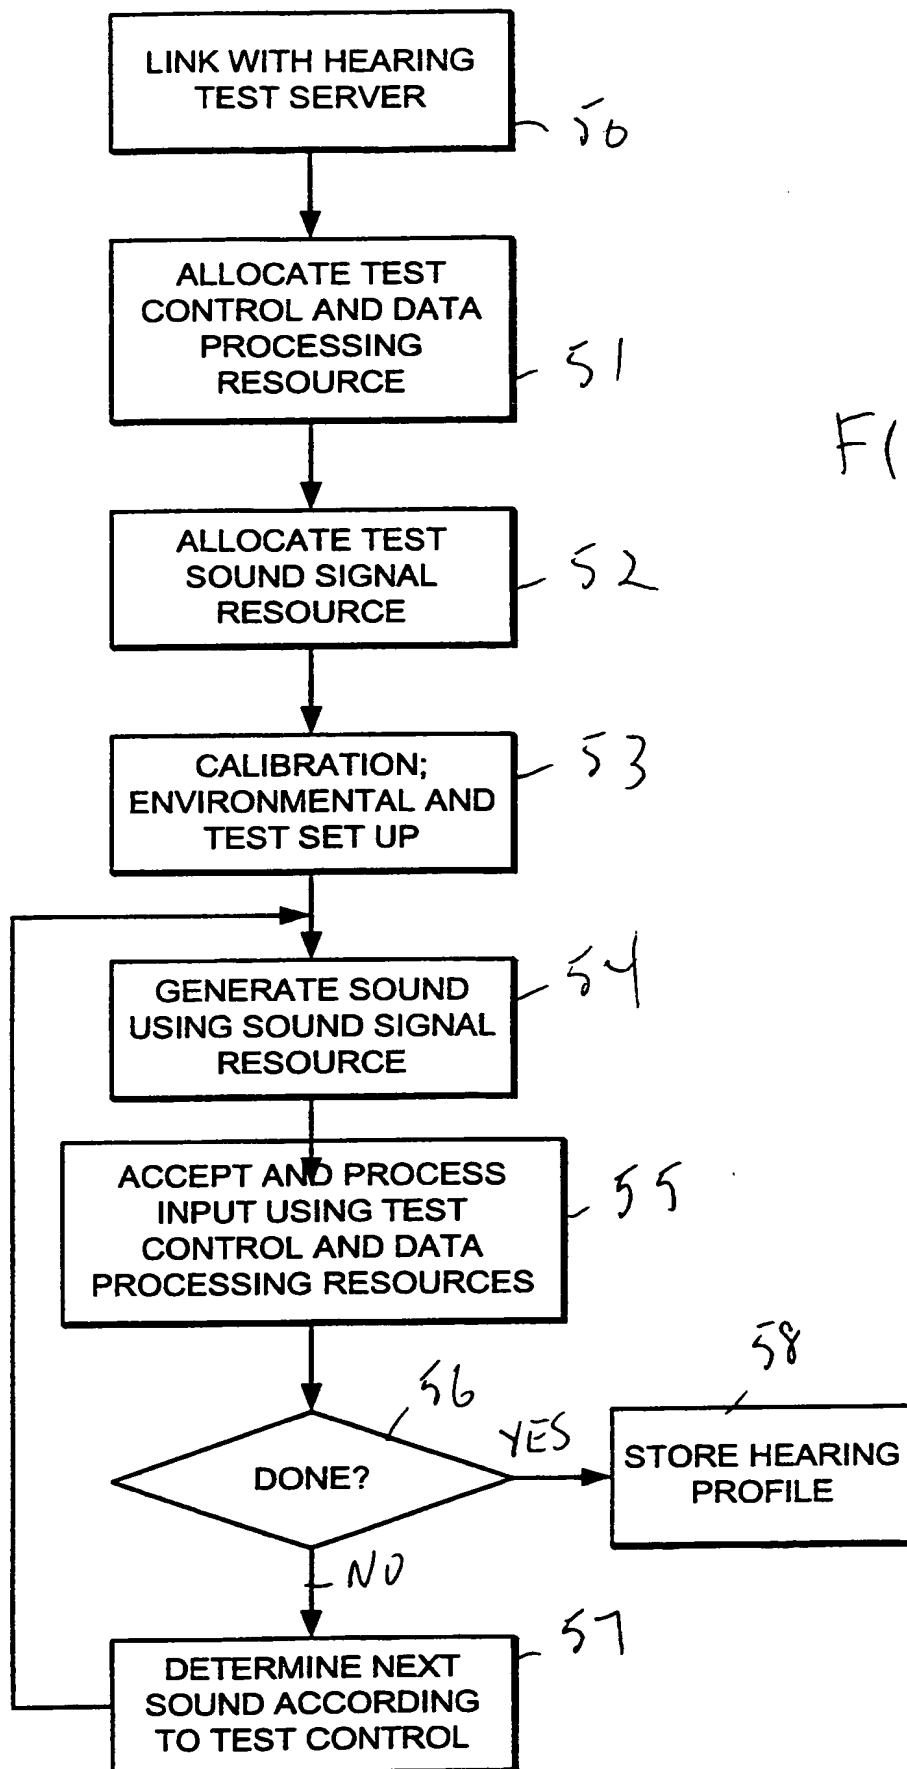 LINK WITH HEARING
TEST SERVER
50
ALLOCATE TEST
CONTROL AND DATA
PROCESSING
RESOURCE
51
F(
ALLOCATE TEST
SOUND SIGNAL
RESOURCE
52
CALIBRATION;
ENVIRONMENTAL AND
TEST SET UP
53
GENERATE SOUND
USING SOUND SIGNAL
RESOURCE
54
ACCEPT AND PROCESS
INPUT USING TEST
CONTROL AND DATA
PROCESSING RESOURCES
55
56
DONE?
YES
58
STORE HEARING
PROFILE
NO
57
DETERMINE NEXT
SOUND ACCORDING
TO TEST CONTROL